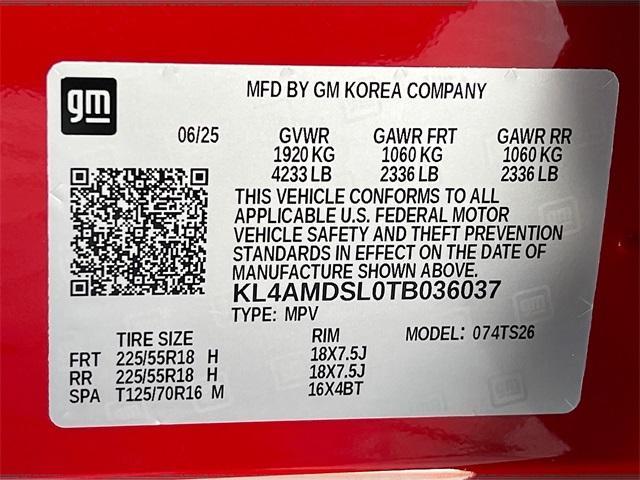 gm
MFD BY GM KOREA COMPANY
06/25 GVWR GAWR FRT GAWR RR
1920 KG 1060 KG 1060 KG
4233 LB 2336 LB 2336 LB
THIS VEHICLE CONFORMS TO ALL
APPLICABLE U.S. FEDERAL MOTOR
VEHICLE SAFETY AND THEFT PREVENTION
STANDARDS IN EFFECT ON THE DATE OF
MANUFACTURE SHOWN ABOVE.
KL4AMDSL0TB036037
TYPE: MPV
TIRE SIZE RIM MODEL: 074TS26
FRT 225/55R18 H 18X7.5J
RR 225/55R18 H 18X7.5J
SPA T125/70R16 M 16X4BT